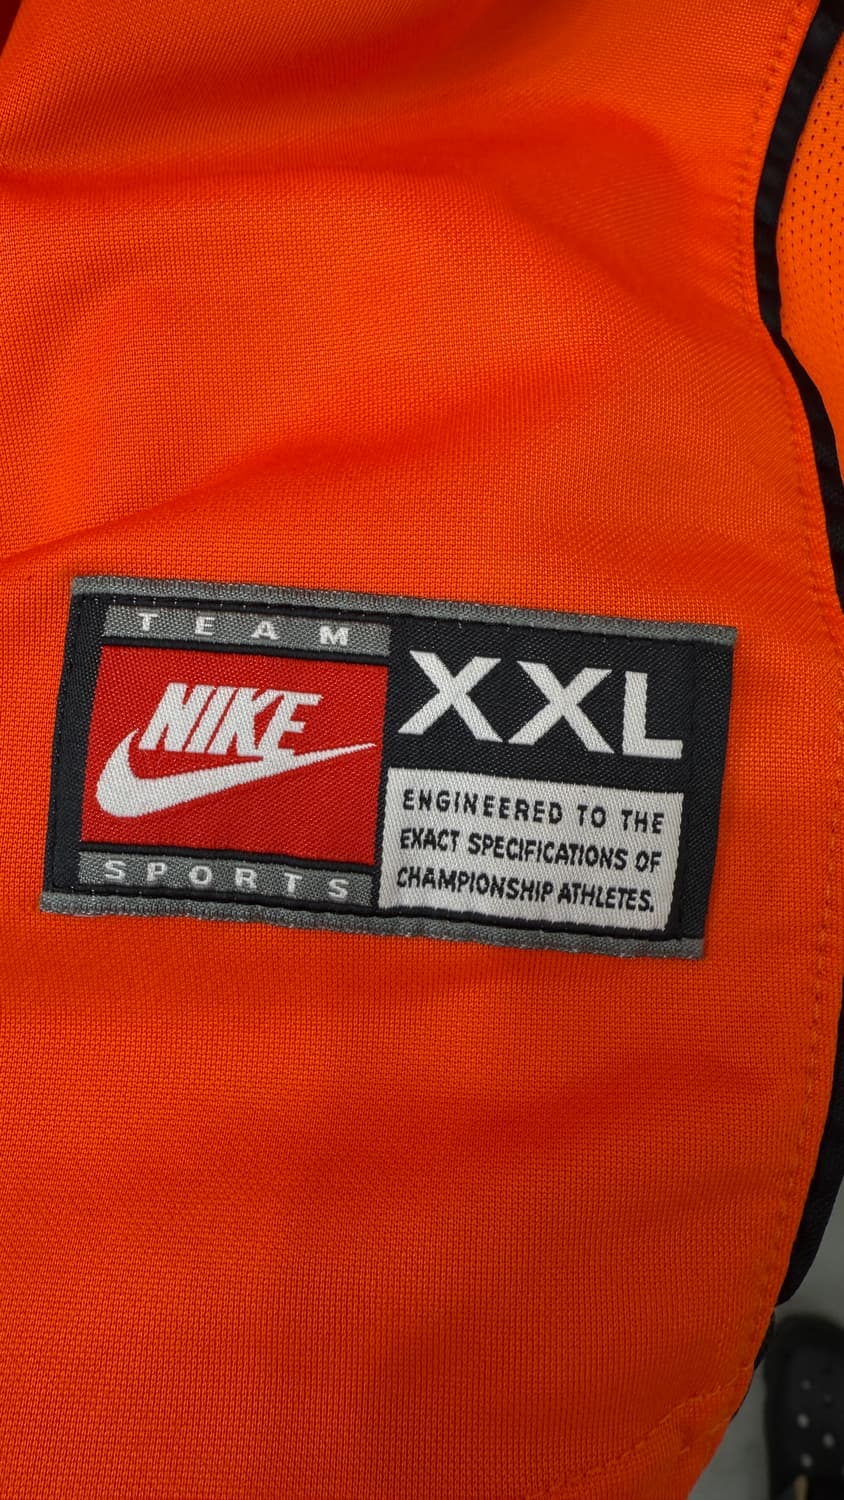 TEAM
NIKE
SPORTS
XXL
ENGINEERED TO THE
EXACT SPECIFICATIONS OF
CHAMPIONSHIP ATHLETES.